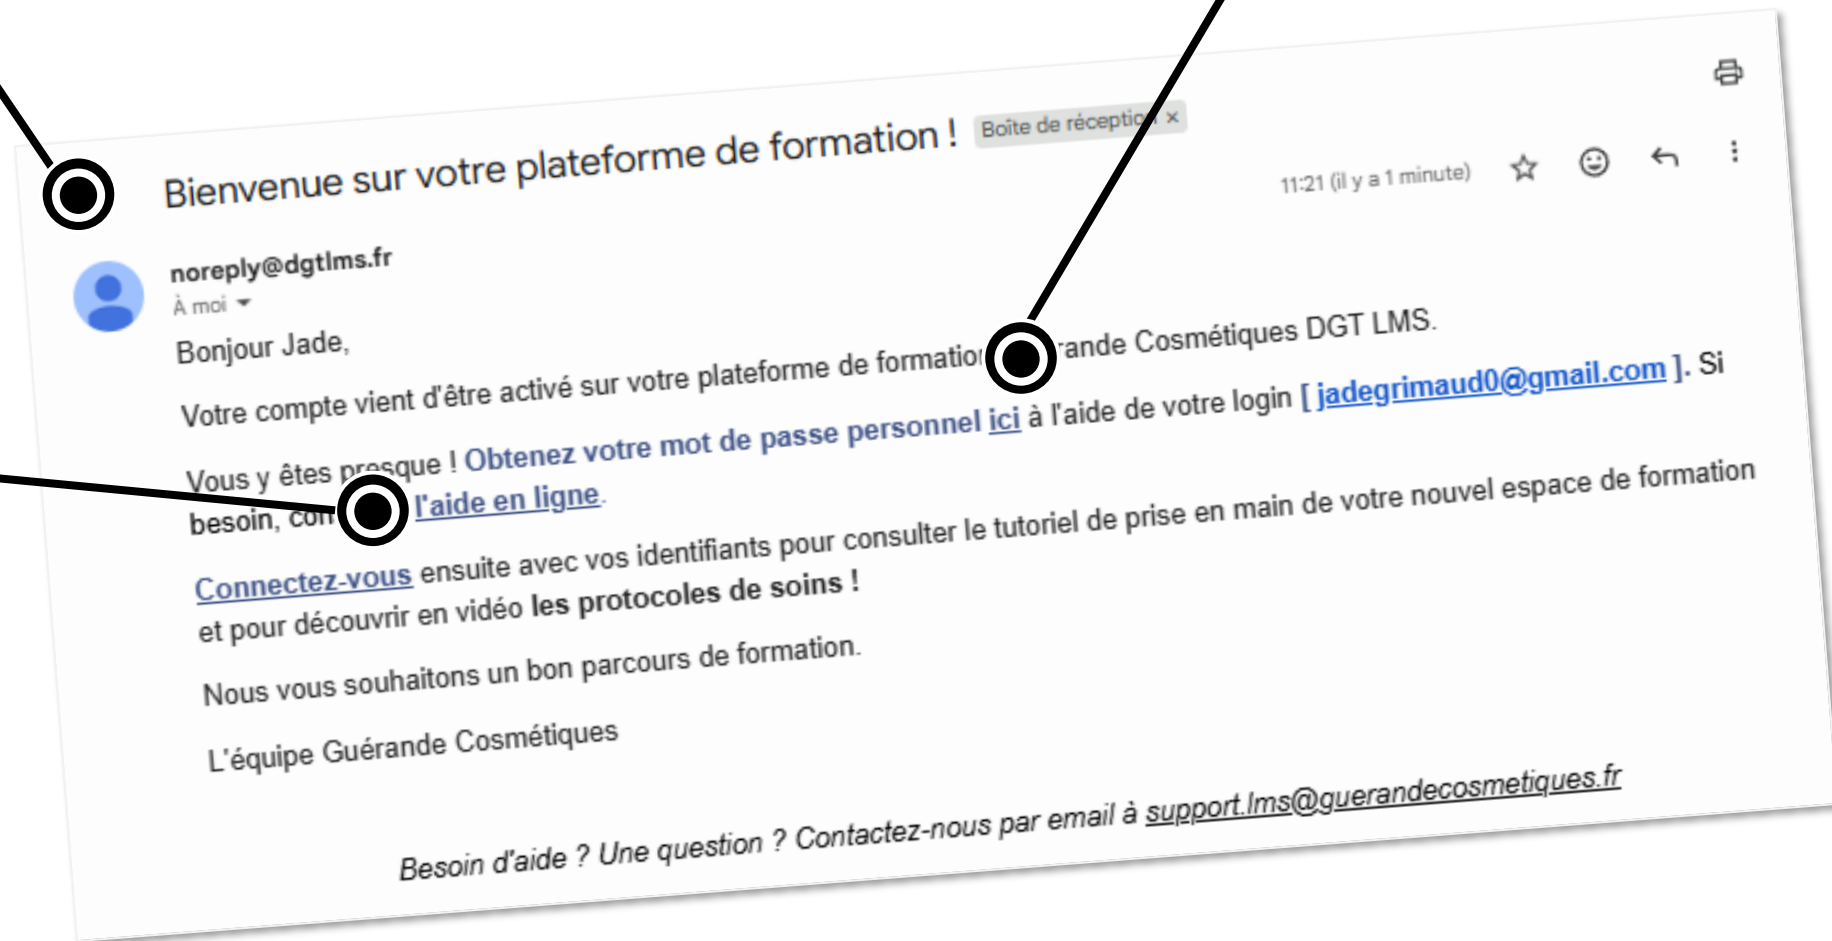 Bienvenue sur votre plateforme de formation ! Boîte de réception ×
11:21 (il y a 1 minute)
noreply@dgtlms.fr
À moi
Bonjour Jade,
Votre compte vient d'être activé sur votre plateforme de formation Cosmétiques DGT LMS.
Vous y êtes presque ! Obtenez votre mot de passe personnel ici à l'aide de votre login [ jadegrimaud0@gmail.com ]. Si
besoin, l'aide en ligne.
Connectez-vous ensuite avec vos identifiants pour consulter le tutoriel de prise en main de votre nouvel espace de formation
et pour découvrir en vidéo les protocoles de soins !
Nous vous souhaitons un bon parcours de formation.
L'équipe Guérande Cosmétiques
Besoin d'aide ? Une question ? Contactez-nous par email à support.lms@guerandecosmetiques.fr